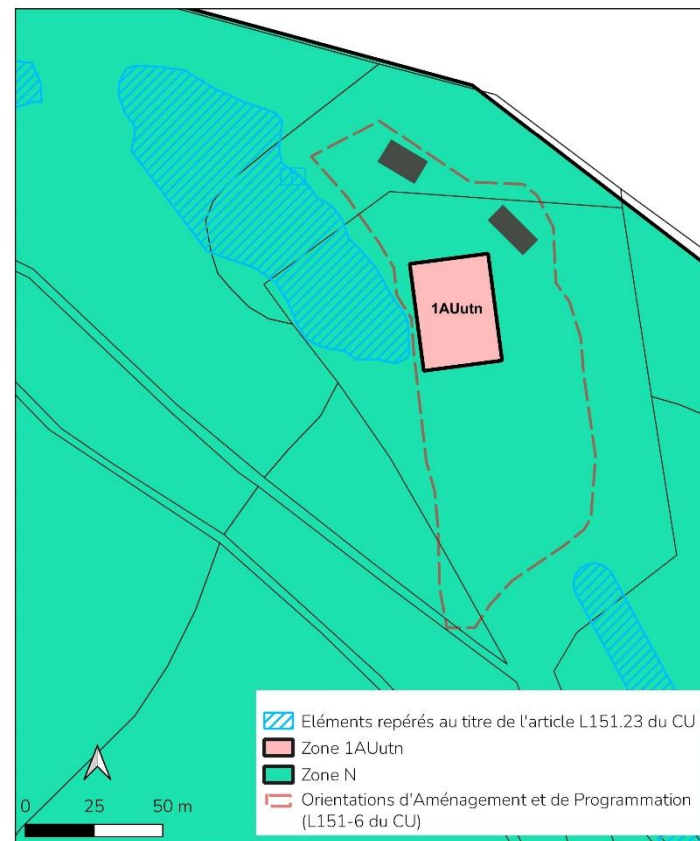 1AUutn
Eléments repérés au titre de l'article L151.23 du CU
Zone 1AUutn
Zone N
Orientations d'Aménagement et de Programmation
(L151-6 du CU)
0 25 50 m